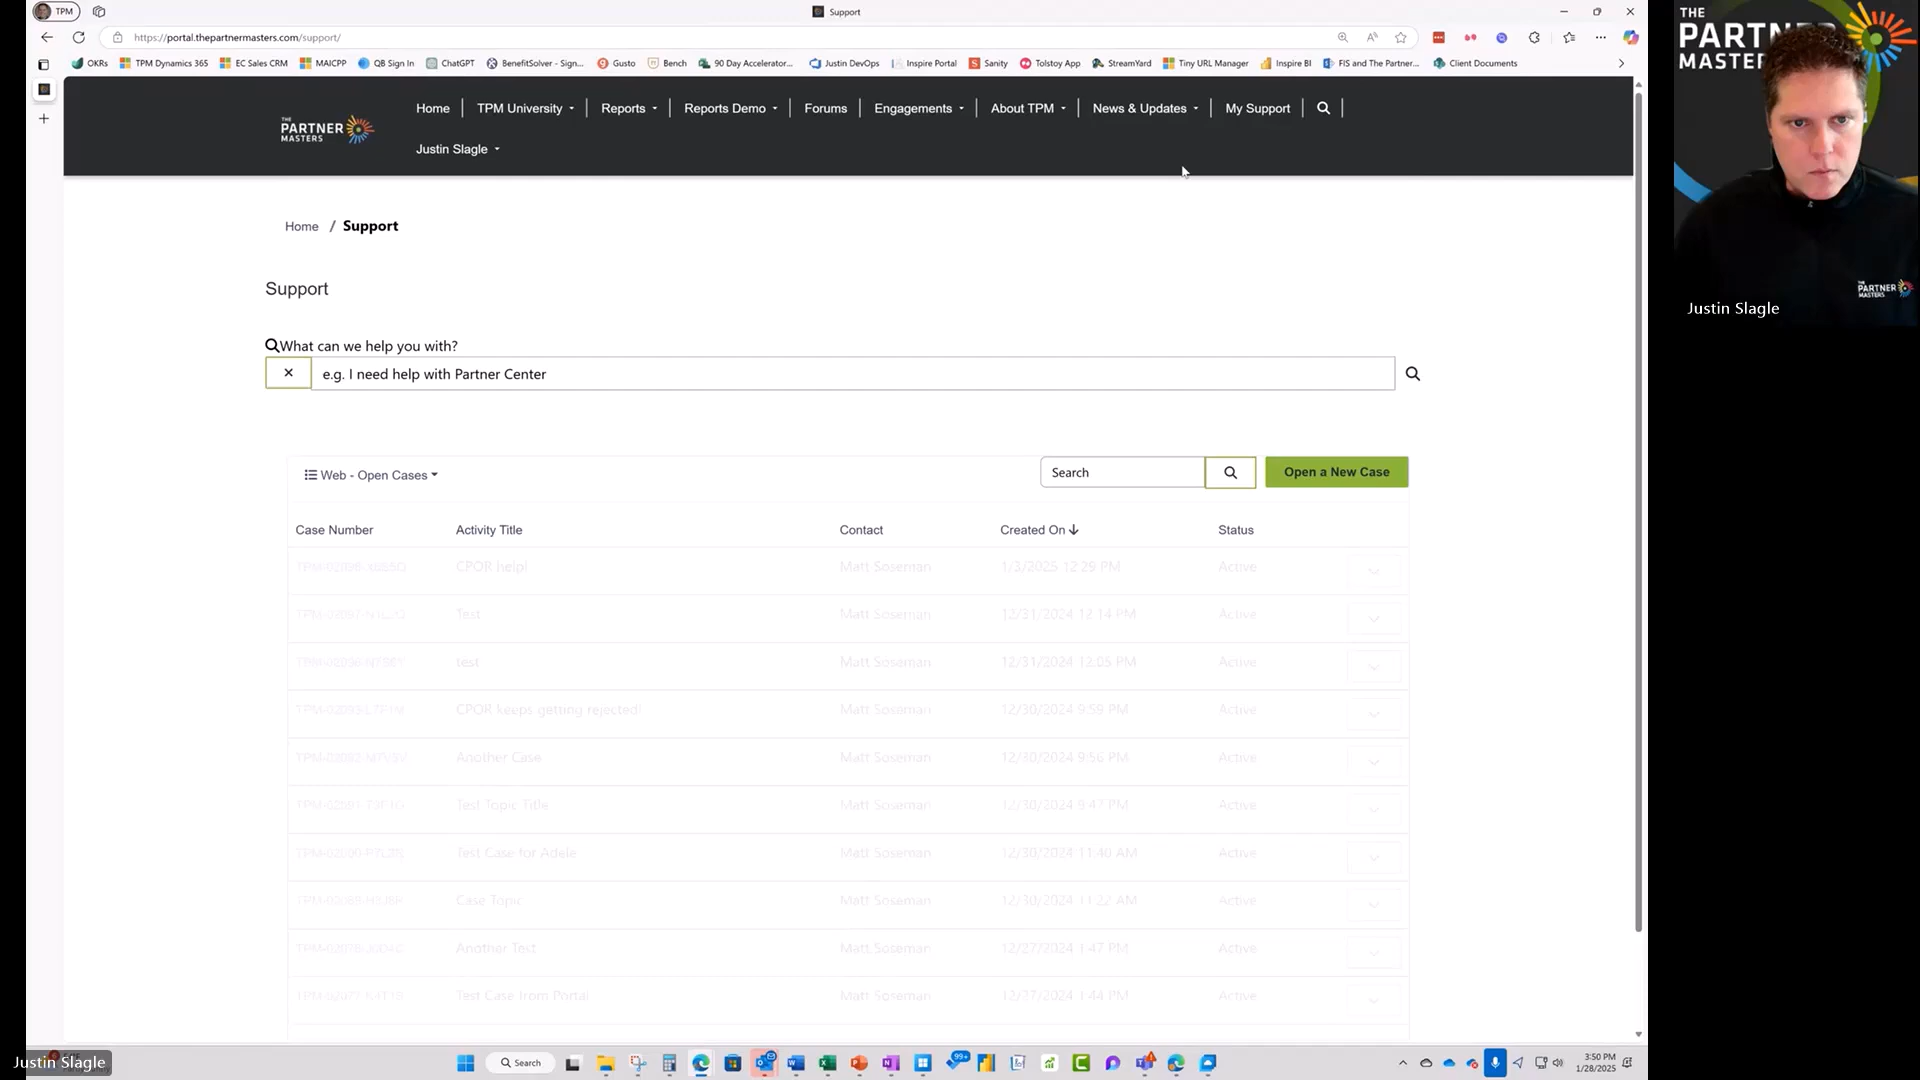 TPM
Support
https://portal.thepartnermasters.com/support/
OKRs TPM Dynamics 365 EC Sales CRM MAICPP QB Sign In ChatGPT BenefitSolver - Sign... Gusto Bench 90 Day Accelerator... Justin DevOps Inspire Portal Sanity Tolstoy App StreamYard Tiny URL Manager Inspire BI FIS and The Partner... Client Documents
THE PARTNER MASTERS
Home TPM University Reports Reports Demo Forums Engagements About TPM News & Updates My Support
Justin Slagle
Home / Support
Support
What can we help you with?
e.g. I need help with Partner Center
Web - Open Cases Search Open a New Case
Case Number Activity Title Contact Created On Status
CPOR help! Matt Soseman 1/3/2025 12:29 PM Active
Test Matt Soseman 12/31/2024 12:14 PM Active
test Matt Soseman 12/31/2024 12:05 PM Active
CPOR keeps getting rejected! Matt Soseman 12/30/2024 9:59 PM Active
Another Case Matt Soseman 12/30/2024 9:56 PM Active
Test Topic Title Matt Soseman 12/30/2024 9:47 PM Active
Test Case for Adele Matt Soseman 12/30/2024 11:40 AM Active
Case Topic Matt Soseman 12/30/2024 11:22 AM Active
Another Test Matt Soseman 12/27/2024 1:47 PM Active
Test Case from Portal Matt Soseman 12/27/2024 1:44 PM Active
Search
99+
3:50 PM
1/28/2025
Justin Slagle
THE
PARTN
MASTE
THE
PARTNER
MASTERS
Justin Slagle